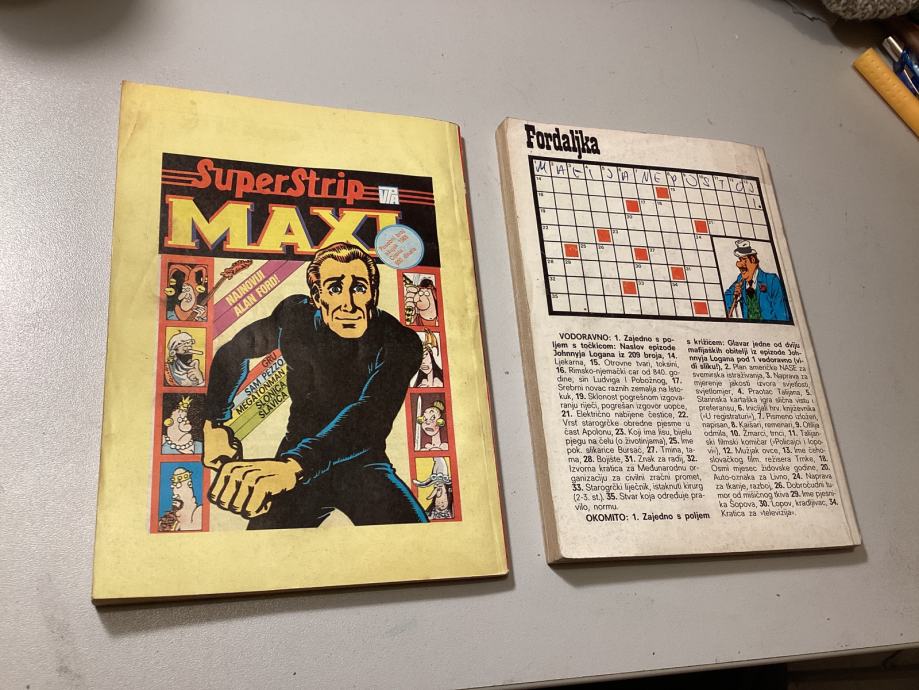 SuperStrip
MAXI
NAJNOVIJI
ALAN FORD!
GRU
SAM PEZZO
MEGALONMAN
SLONČICA
Fordaljka
VODORAVNO: 1. Zajedno s po-
ljem s točkicom: Naslov epizode
Johnnyja Logana iz 209 broja, 14.
Ljekarna, 15. Otrovne tvari, toksini,
16. Rimsko-njemački car od 840. go-
dine, sin Ludviga I Pobožnog, 17.
Srebrni novac raznih zemalja na Isto-
kuk, 19. Sklonost pogrešnom izgova-
ranju riječi, pogrešan izgovor uopće,
21. Električno nabijene čestice, 22.
Vrst starogrčke obredne pjesme u
čast Apolonu, 23. Koji ima lisu, bijelu
pjegu na čelu (o životinjama), 25. Ime
pok. slikarice Bursać, 27. Tmina, ta-
ma, 28. Bojište, 31. Znak za radij, 32.
Izvorna kratica za Međunarodnu or-
ganizaciju za civilni zračni promet,
33. Starogrčki liječnik, istaknuti kirurg
(2-3. st.), 35. Stvar koja određuje pra-
vilo, normu.
OKOMITO: 1. Zajedno s poljem
s križicem: Glavar jedne od dviju
mafijaških obitelji iz epizode Joh-
nnyja Logana pod 1 vodoravno (vi-
di sliku!), 2. Plan američke NASE za
svemirska istraživanja, 3. Naprava za
mjerenje jakosti izvora svjetlosti,
svjetlomjer, 4. Praotac Talijana, 5.
Starinska kartaška igra slična vistu i
preferansu, 6. Inicijali hrv. književnika
(»U registraturi«), 7. Pismeno izložen,
napisan, 8. Kaišari, remenari, 9. Otilija
odmila, 10. Žmarci, trnci, 11. Talijan-
ski filmski komičar (»Policajci i lopo-
vi«), 12. Mužjak ovce, 13. Ime čeho-
slovačkog film. režisera Trnke, 18.
Osmi mjesec židovske godine, 20.
Auto-oznaka za Livno, 24. Naprava
za tkanje, razboj, 26. Dobroćudni tu-
mor od mišićnog tkiva 29. Ime pjesni-
ka Šopova, 30. Lopov, kradljivac, 34.
Kratica za »televizija«.